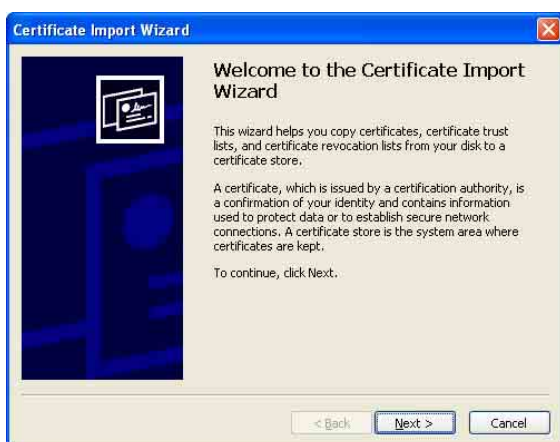 Certificate Import Wizard
Welcome to the Certificate Import
Wizard
This wizard helps you copy certificates, certificate trust
lists, and certificate revocation lists from your disk to a
certificate store.
A certificate, which is issued by a certification authority, is
a confirmation of your identity and contains information
used to protect data or to establish secure network
connections. A certificate store is the system area where
certificates are kept.
To continue, click Next.
< Back Next > Cancel